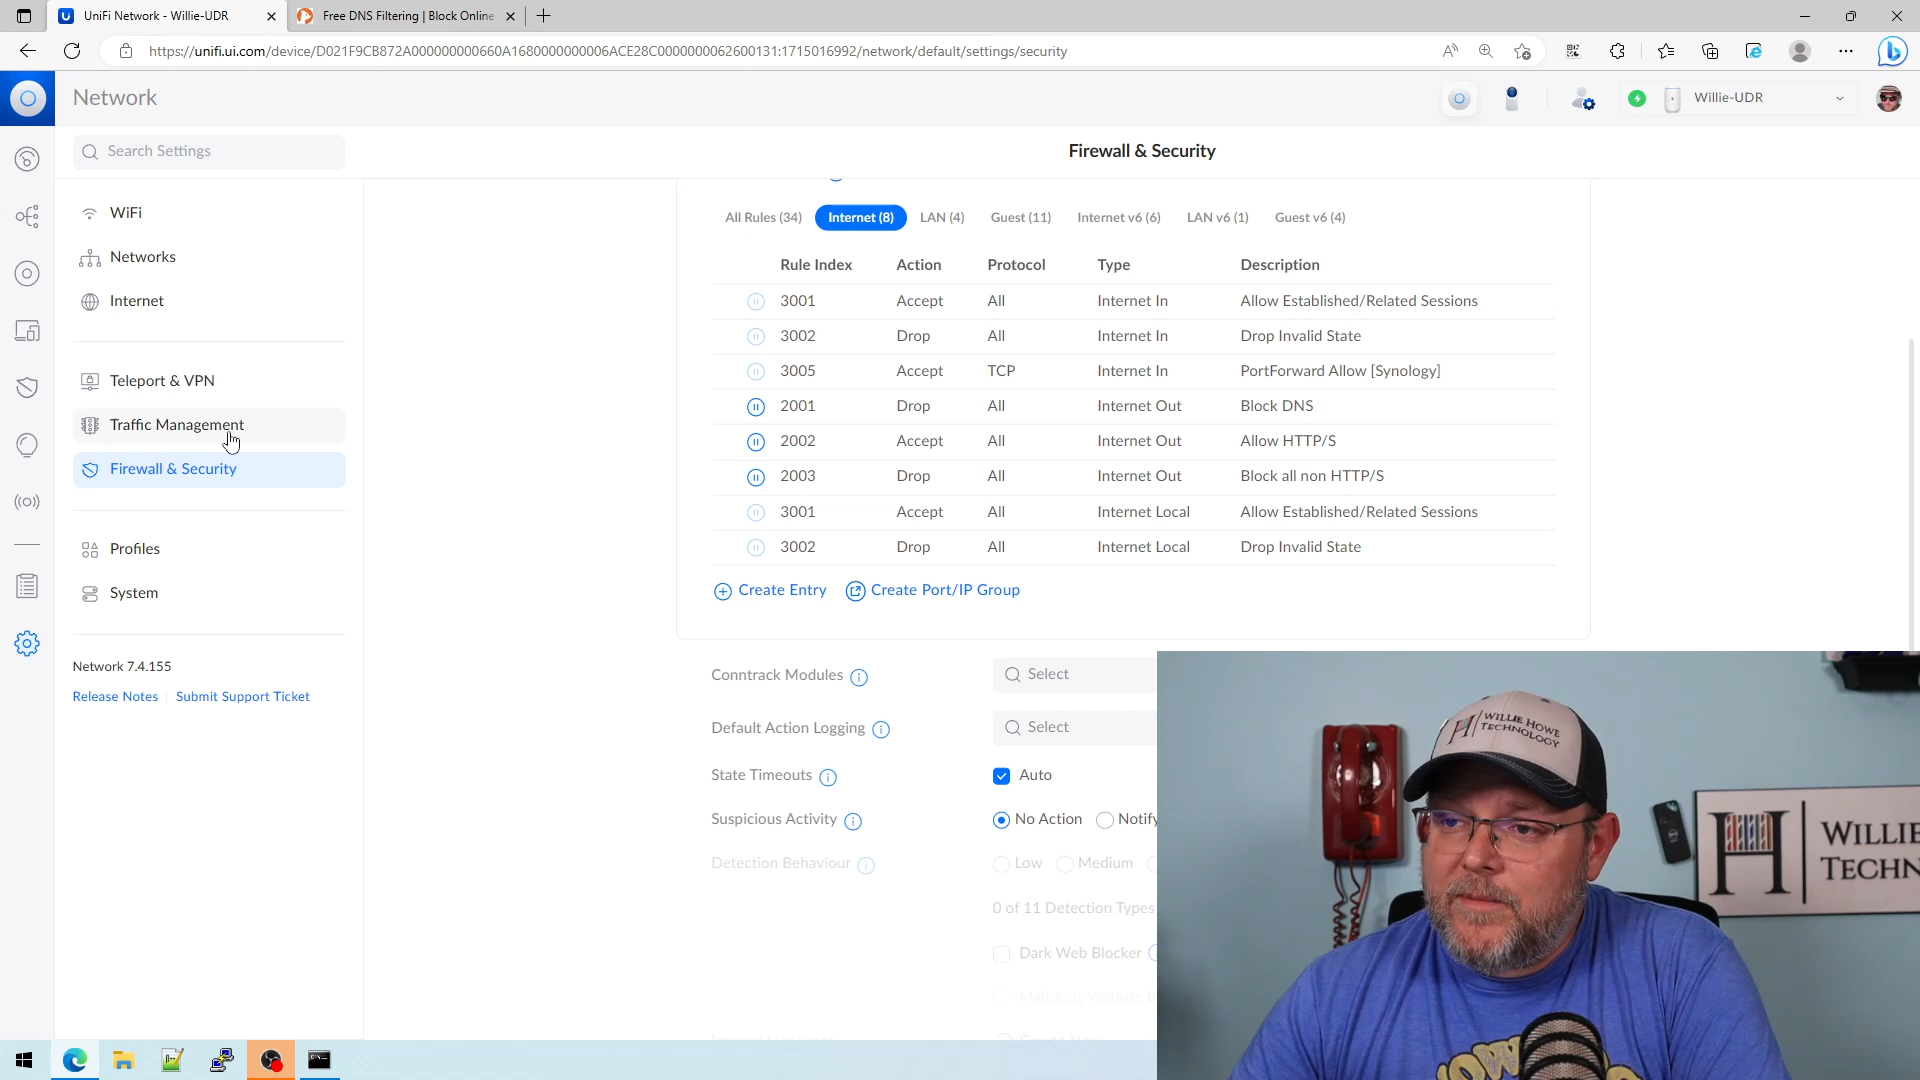 UniFi Network - Willie-UDR
Free DNS Filtering | Block Online
https://unifi.ui.com/device/D021F9CB872A000000000660A1680000000006ACE28C0000000062600131:1715016992/network/default/settings/security
Network
Willie-UDR
Search Settings
Firewall & Security
WiFi
Networks
Internet
Teleport & VPN
Traffic Management
Firewall & Security
Profiles
System
Network 7.4.155
Release Notes
Submit Support Ticket
All Rules (34) Internet (8) LAN (4) Guest (11) Internet v6 (6) LAN v6 (1) Guest v6 (4)
Rule Index Action Protocol Type Description
3001 Accept All Internet In Allow Established/Related Sessions
3002 Drop All Internet In Drop Invalid State
3005 Accept TCP Internet In PortForward Allow [Synology]
2001 Drop All Internet Out Block DNS
2002 Accept All Internet Out Allow HTTP/S
2003 Drop All Internet Out Block all non HTTP/S
3001 Accept All Internet Local Allow Established/Related Sessions
3002 Drop All Internet Local Drop Invalid State
Create Entry Create Port/IP Group
Conntrack Modules Select
Default Action Logging Select
State Timeouts Auto
Suspicious Activity No Action Notify
Detection Behaviour Low Medium
0 of 11 Detection Types
Dark Web Blocker
Malicious Website
WILLIE HOWE
TECHNOLOGY
WILLIE
TECHN